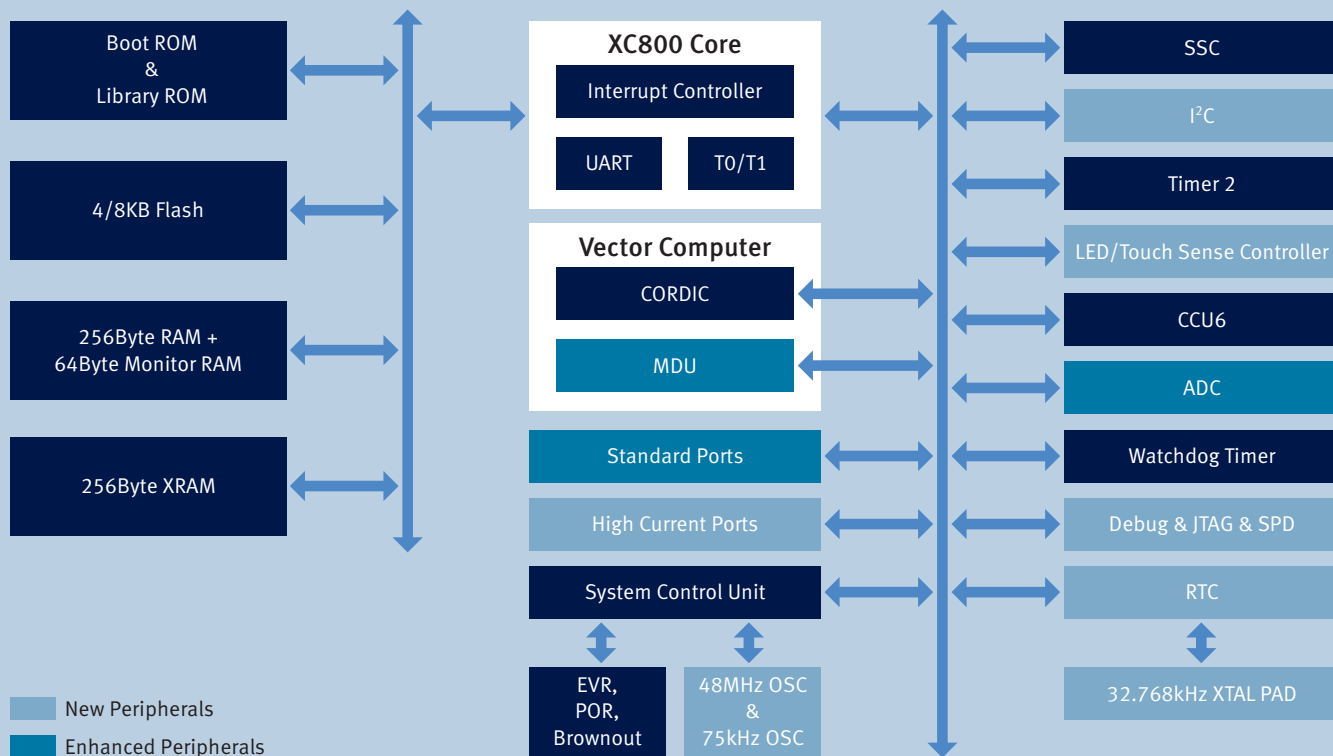 Boot ROM
&
Library ROM
4/8KB Flash
256Byte RAM +
64Byte Monitor RAM
256Byte XRAM
XC800 Core
Interrupt Controller
UART
T0/T1
Vector Computer
CORDIC
MDU
Standard Ports
High Current Ports
System Control Unit
EVR,
POR,
Brownout
48MHz OSC
&
75kHz OSC
SSC
I²C
Timer 2
LED/Touch Sense Controller
CCU6
ADC
Watchdog Timer
Debug & JTAG & SPD
RTC
32.768kHz XTAL PAD
New Peripherals
Enhanced Peripherals